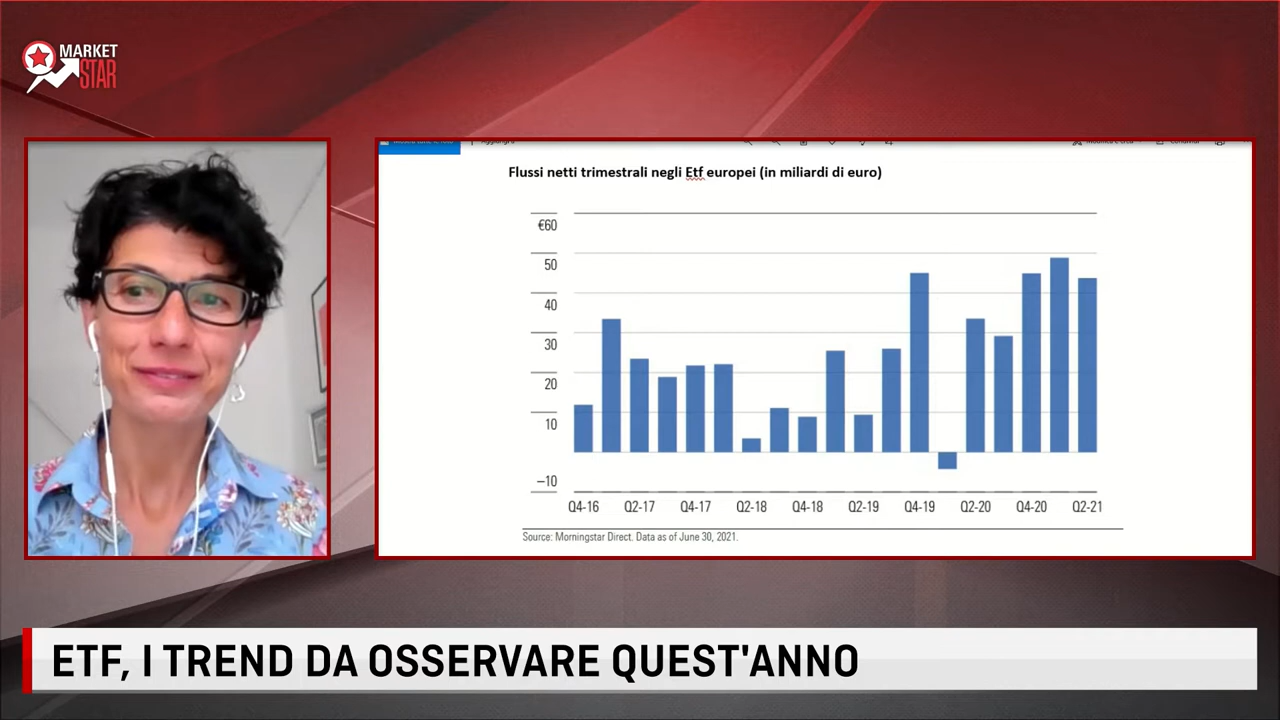 MARKET
STAR
Flussi netti trimestrali negli Etf europei (in miliardi di euro)
€60
50
40
30
20
10
–10
Q4-16 Q2-17 Q4-17 Q2-18 Q4-18 Q2-19 Q4-19 Q2-20 Q4-20 Q2-21
Source: Morningstar Direct. Data as of June 30, 2021.
ETF, I TREND DA OSSERVARE QUEST'ANNO